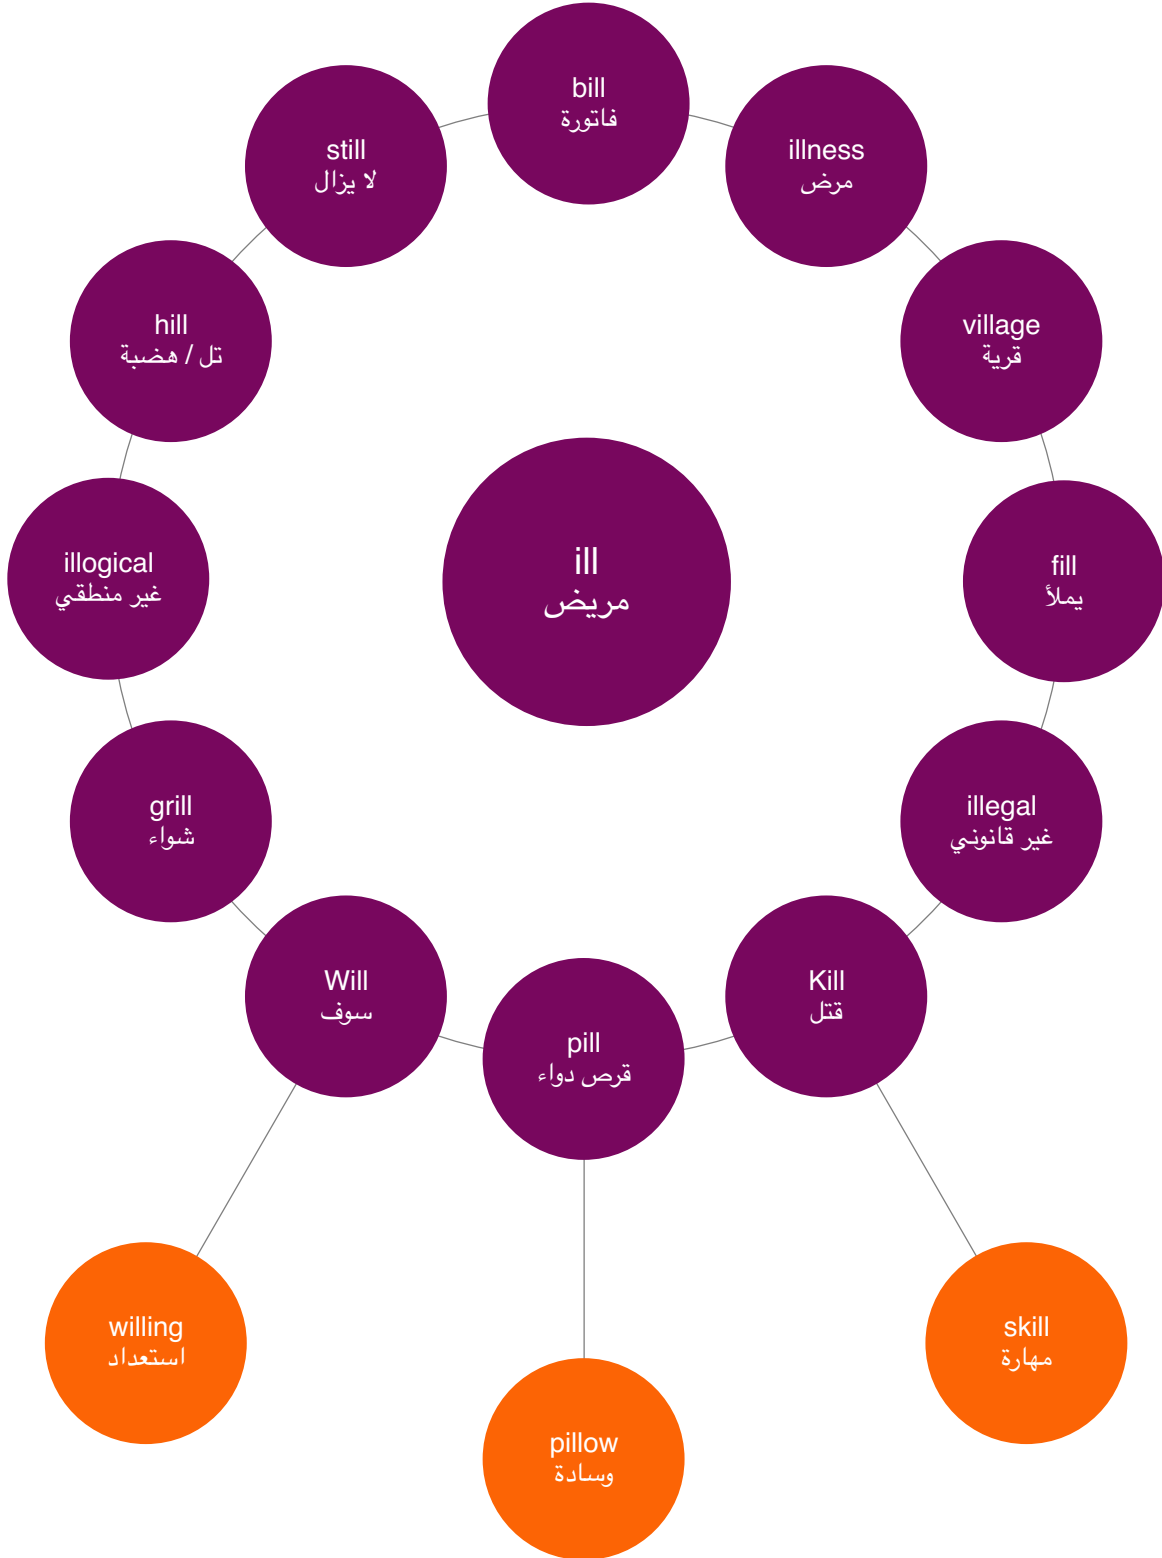 bill
فاتورة
still
لا يزال
illness
مرض
hill
تل / هضبة
village
قرية
ill
مريض
illogical
غير منطقي
fill
يملأ
grill
شواء
illegal
غير قانوني
Will
سوف
pill
قرص دواء
Kill
قتل
willing
استعداد
pillow
وسادة
skill
مهارة